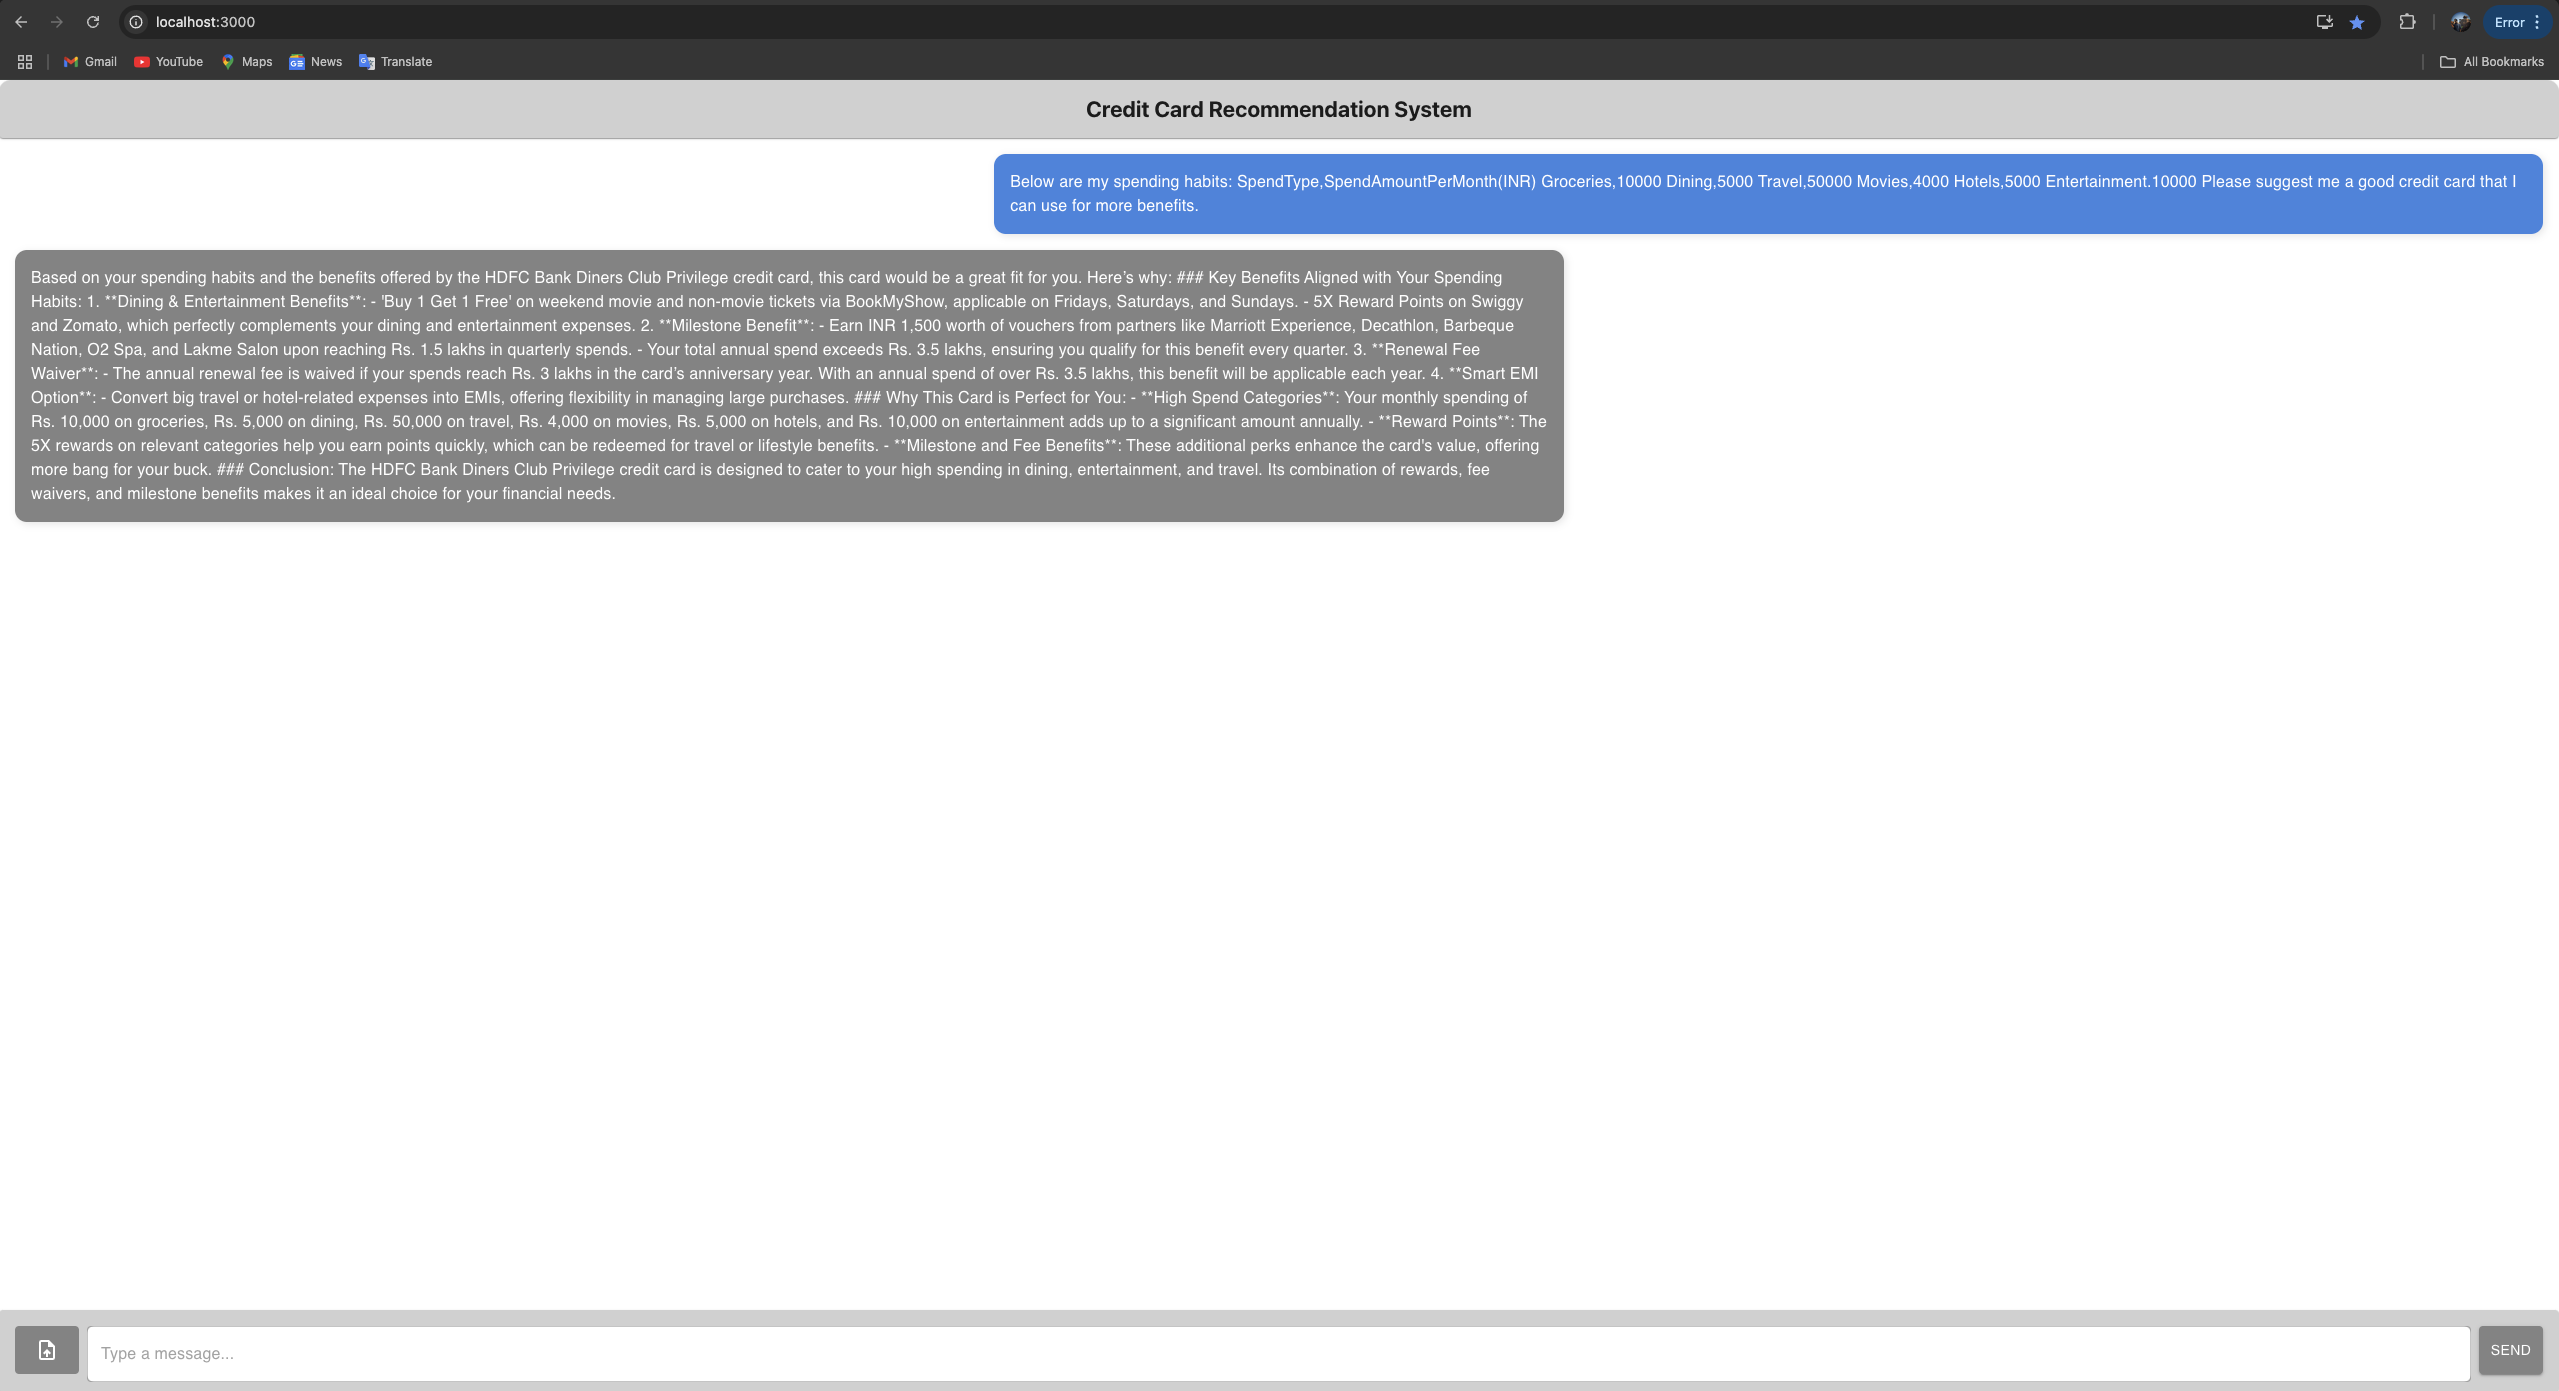 localhost:3000
Error
Gmail YouTube Maps News Translate All Bookmarks
Credit Card Recommendation System
Below are my spending habits: SpendType,SpendAmountPerMonth(INR) Groceries,10000 Dining,5000 Travel,50000 Movies,4000 Hotels,5000 Entertainment.10000 Please suggest me a good credit card that I
can use for more benefits.
Based on your spending habits and the benefits offered by the HDFC Bank Diners Club Privilege credit card, this card would be a great fit for you. Here’s why: ### Key Benefits Aligned with Your Spending
Habits: 1. **Dining & Entertainment Benefits**: - 'Buy 1 Get 1 Free' on weekend movie and non-movie tickets via BookMyShow, applicable on Fridays, Saturdays, and Sundays. - 5X Reward Points on Swiggy
and Zomato, which perfectly complements your dining and entertainment expenses. 2. **Milestone Benefit**: - Earn INR 1,500 worth of vouchers from partners like Marriott Experience, Decathlon, Barbeque
Nation, O2 Spa, and Lakme Salon upon reaching Rs. 1.5 lakhs in quarterly spends. - Your total annual spend exceeds Rs. 3.5 lakhs, ensuring you qualify for this benefit every quarter. 3. **Renewal Fee
Waiver**: - The annual renewal fee is waived if your spends reach Rs. 3 lakhs in the card’s anniversary year. With an annual spend of over Rs. 3.5 lakhs, this benefit will be applicable each year. 4. **Smart EMI
Option**: - Convert big travel or hotel-related expenses into EMIs, offering flexibility in managing large purchases. ### Why This Card is Perfect for You: - **High Spend Categories**: Your monthly spending of
Rs. 10,000 on groceries, Rs. 5,000 on dining, Rs. 50,000 on travel, Rs. 4,000 on movies, Rs. 5,000 on hotels, and Rs. 10,000 on entertainment adds up to a significant amount annually. - **Reward Points**: The
5X rewards on relevant categories help you earn points quickly, which can be redeemed for travel or lifestyle benefits. - **Milestone and Fee Benefits**: These additional perks enhance the card's value, offering
more bang for your buck. ### Conclusion: The HDFC Bank Diners Club Privilege credit card is designed to cater to your high spending in dining, entertainment, and travel. Its combination of rewards, fee
waivers, and milestone benefits makes it an ideal choice for your financial needs.
Type a message...
SEND